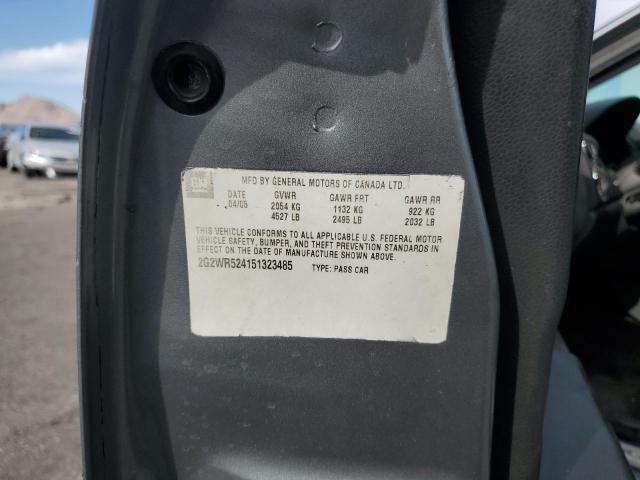 MFD BY GENERAL MOTORS OF CANADA LTD.
DATE GVWR GAWR FRT GAWR RR
04/05 2054 KG 1132 KG 922 KG
4527 LB 2495 LB 2032 LB
THIS VEHICLE CONFORMS TO ALL APPLICABLE U.S. FEDERAL MOTOR
VEHICLE SAFETY, BUMPER, AND THEFT PREVENTION STANDARDS IN
EFFECT ON THE DATE OF MANUFACTURE SHOWN ABOVE.
2G2WR524151323485 TYPE: PASS CAR